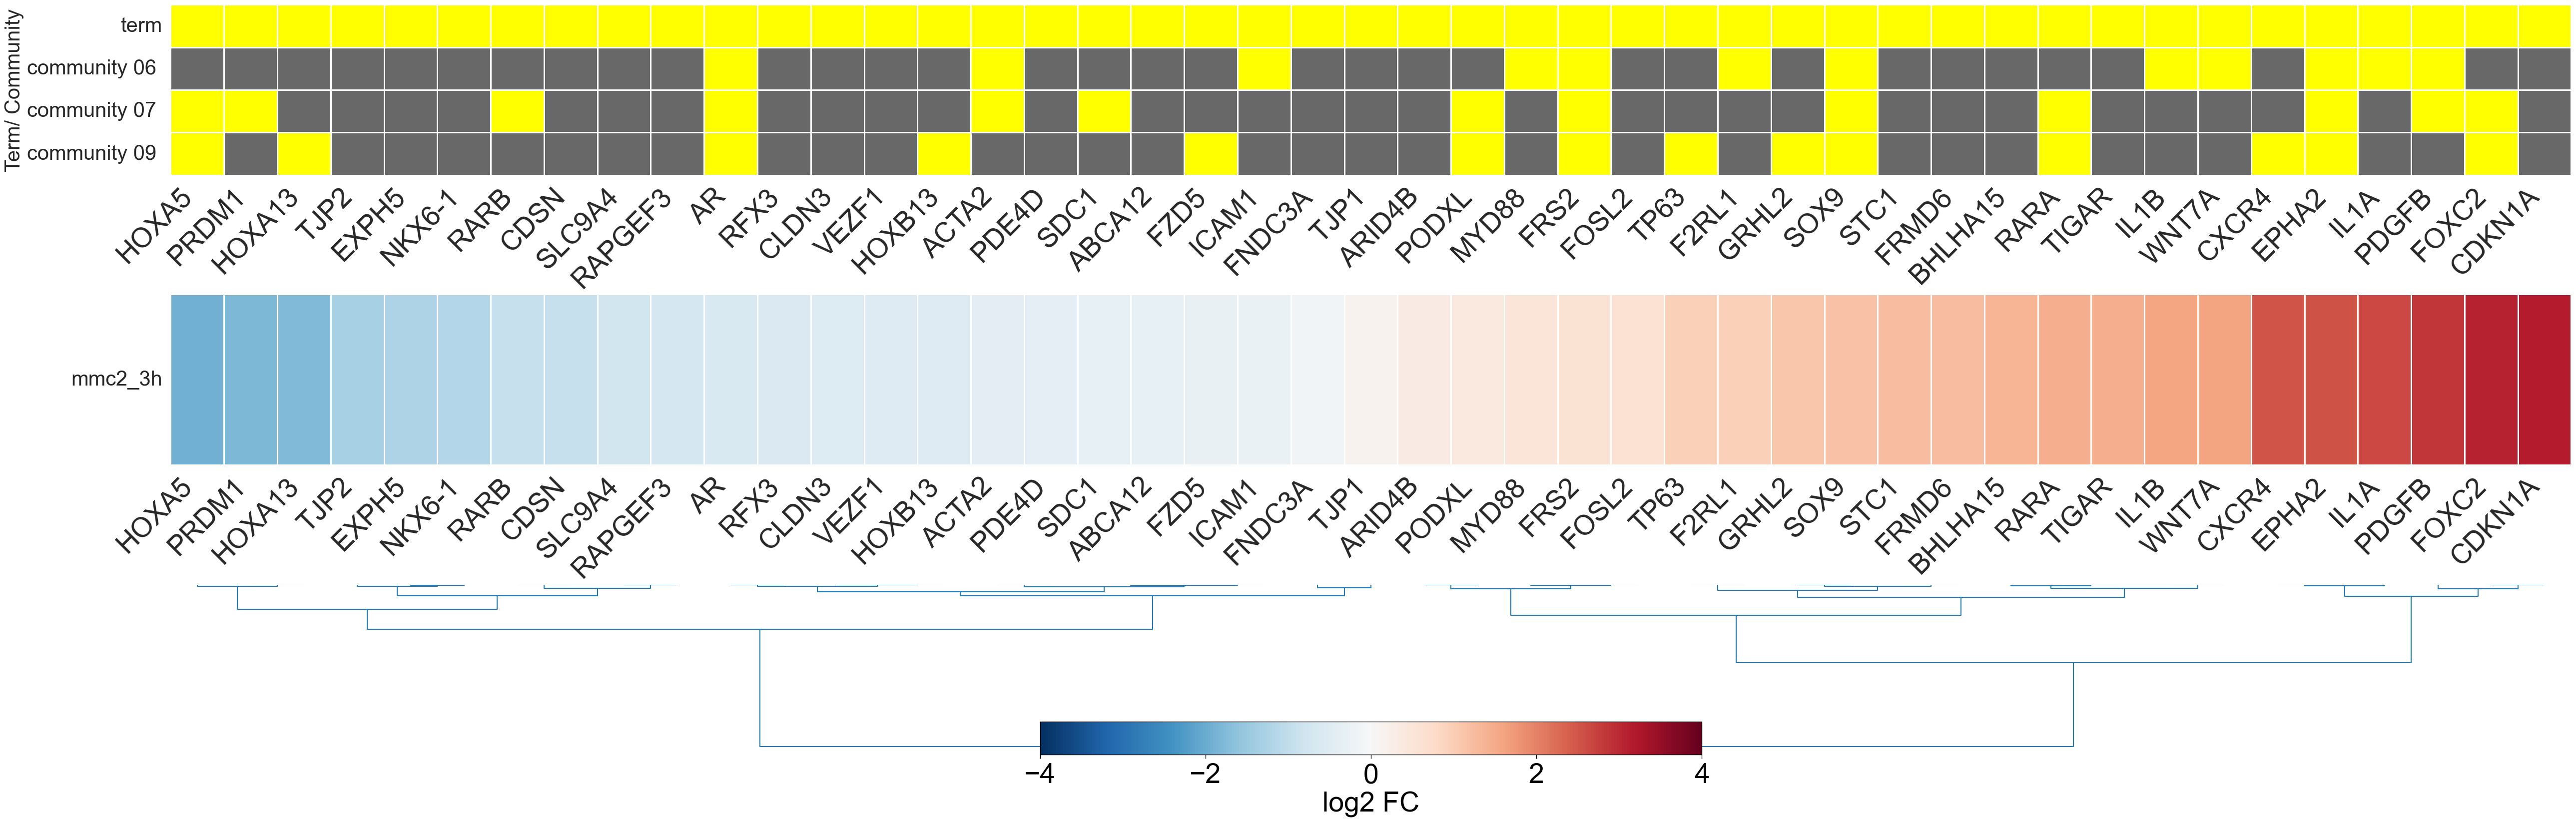 Term/ Community
term
community 06
community 07
community 09
HOXA5 PRDM1 HOXA13 TJP2 EXPH5 NKX6-1 RARB CDSN SLC9A4 RAPGEF3 AR RFX3 CLDN3 VEZF1 HOXB13 ACTA2 PDE4D SDC1 ABCA12 FZD5 ICAM1 FNDC3A TJP1 ARID4B PODXL MYD88 FRS2 FOSL2 TP63 F2RL1 GRHL2 SOX9 STC1 FRMD6 BHLHA15 RARA TIGAR IL1B WNT7A CXCR4 EPHA2 IL1A PDGFB FOXC2 CDKN1A
mmc2_3h
HOXA5 PRDM1 HOXA13 TJP2 EXPH5 NKX6-1 RARB CDSN SLC9A4 RAPGEF3 AR RFX3 CLDN3 VEZF1 HOXB13 ACTA2 PDE4D SDC1 ABCA12 FZD5 ICAM1 FNDC3A TJP1 ARID4B PODXL MYD88 FRS2 FOSL2 TP63 F2RL1 GRHL2 SOX9 STC1 FRMD6 BHLHA15 RARA TIGAR IL1B WNT7A CXCR4 EPHA2 IL1A PDGFB FOXC2 CDKN1A
−4 −2 0 2 4
log2 FC